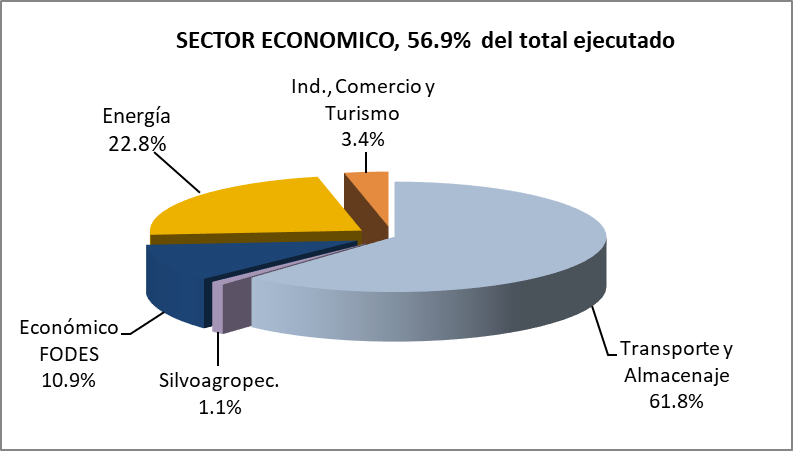 SECTOR ECONOMICO, 56.9% del total ejecutado
Ind., Comercio y
Turismo
3.4%
Energía
22.8%
Económico
FODES
10.9%
Silvoagropec.
1.1%
Transporte y
Almacenaje
61.8%